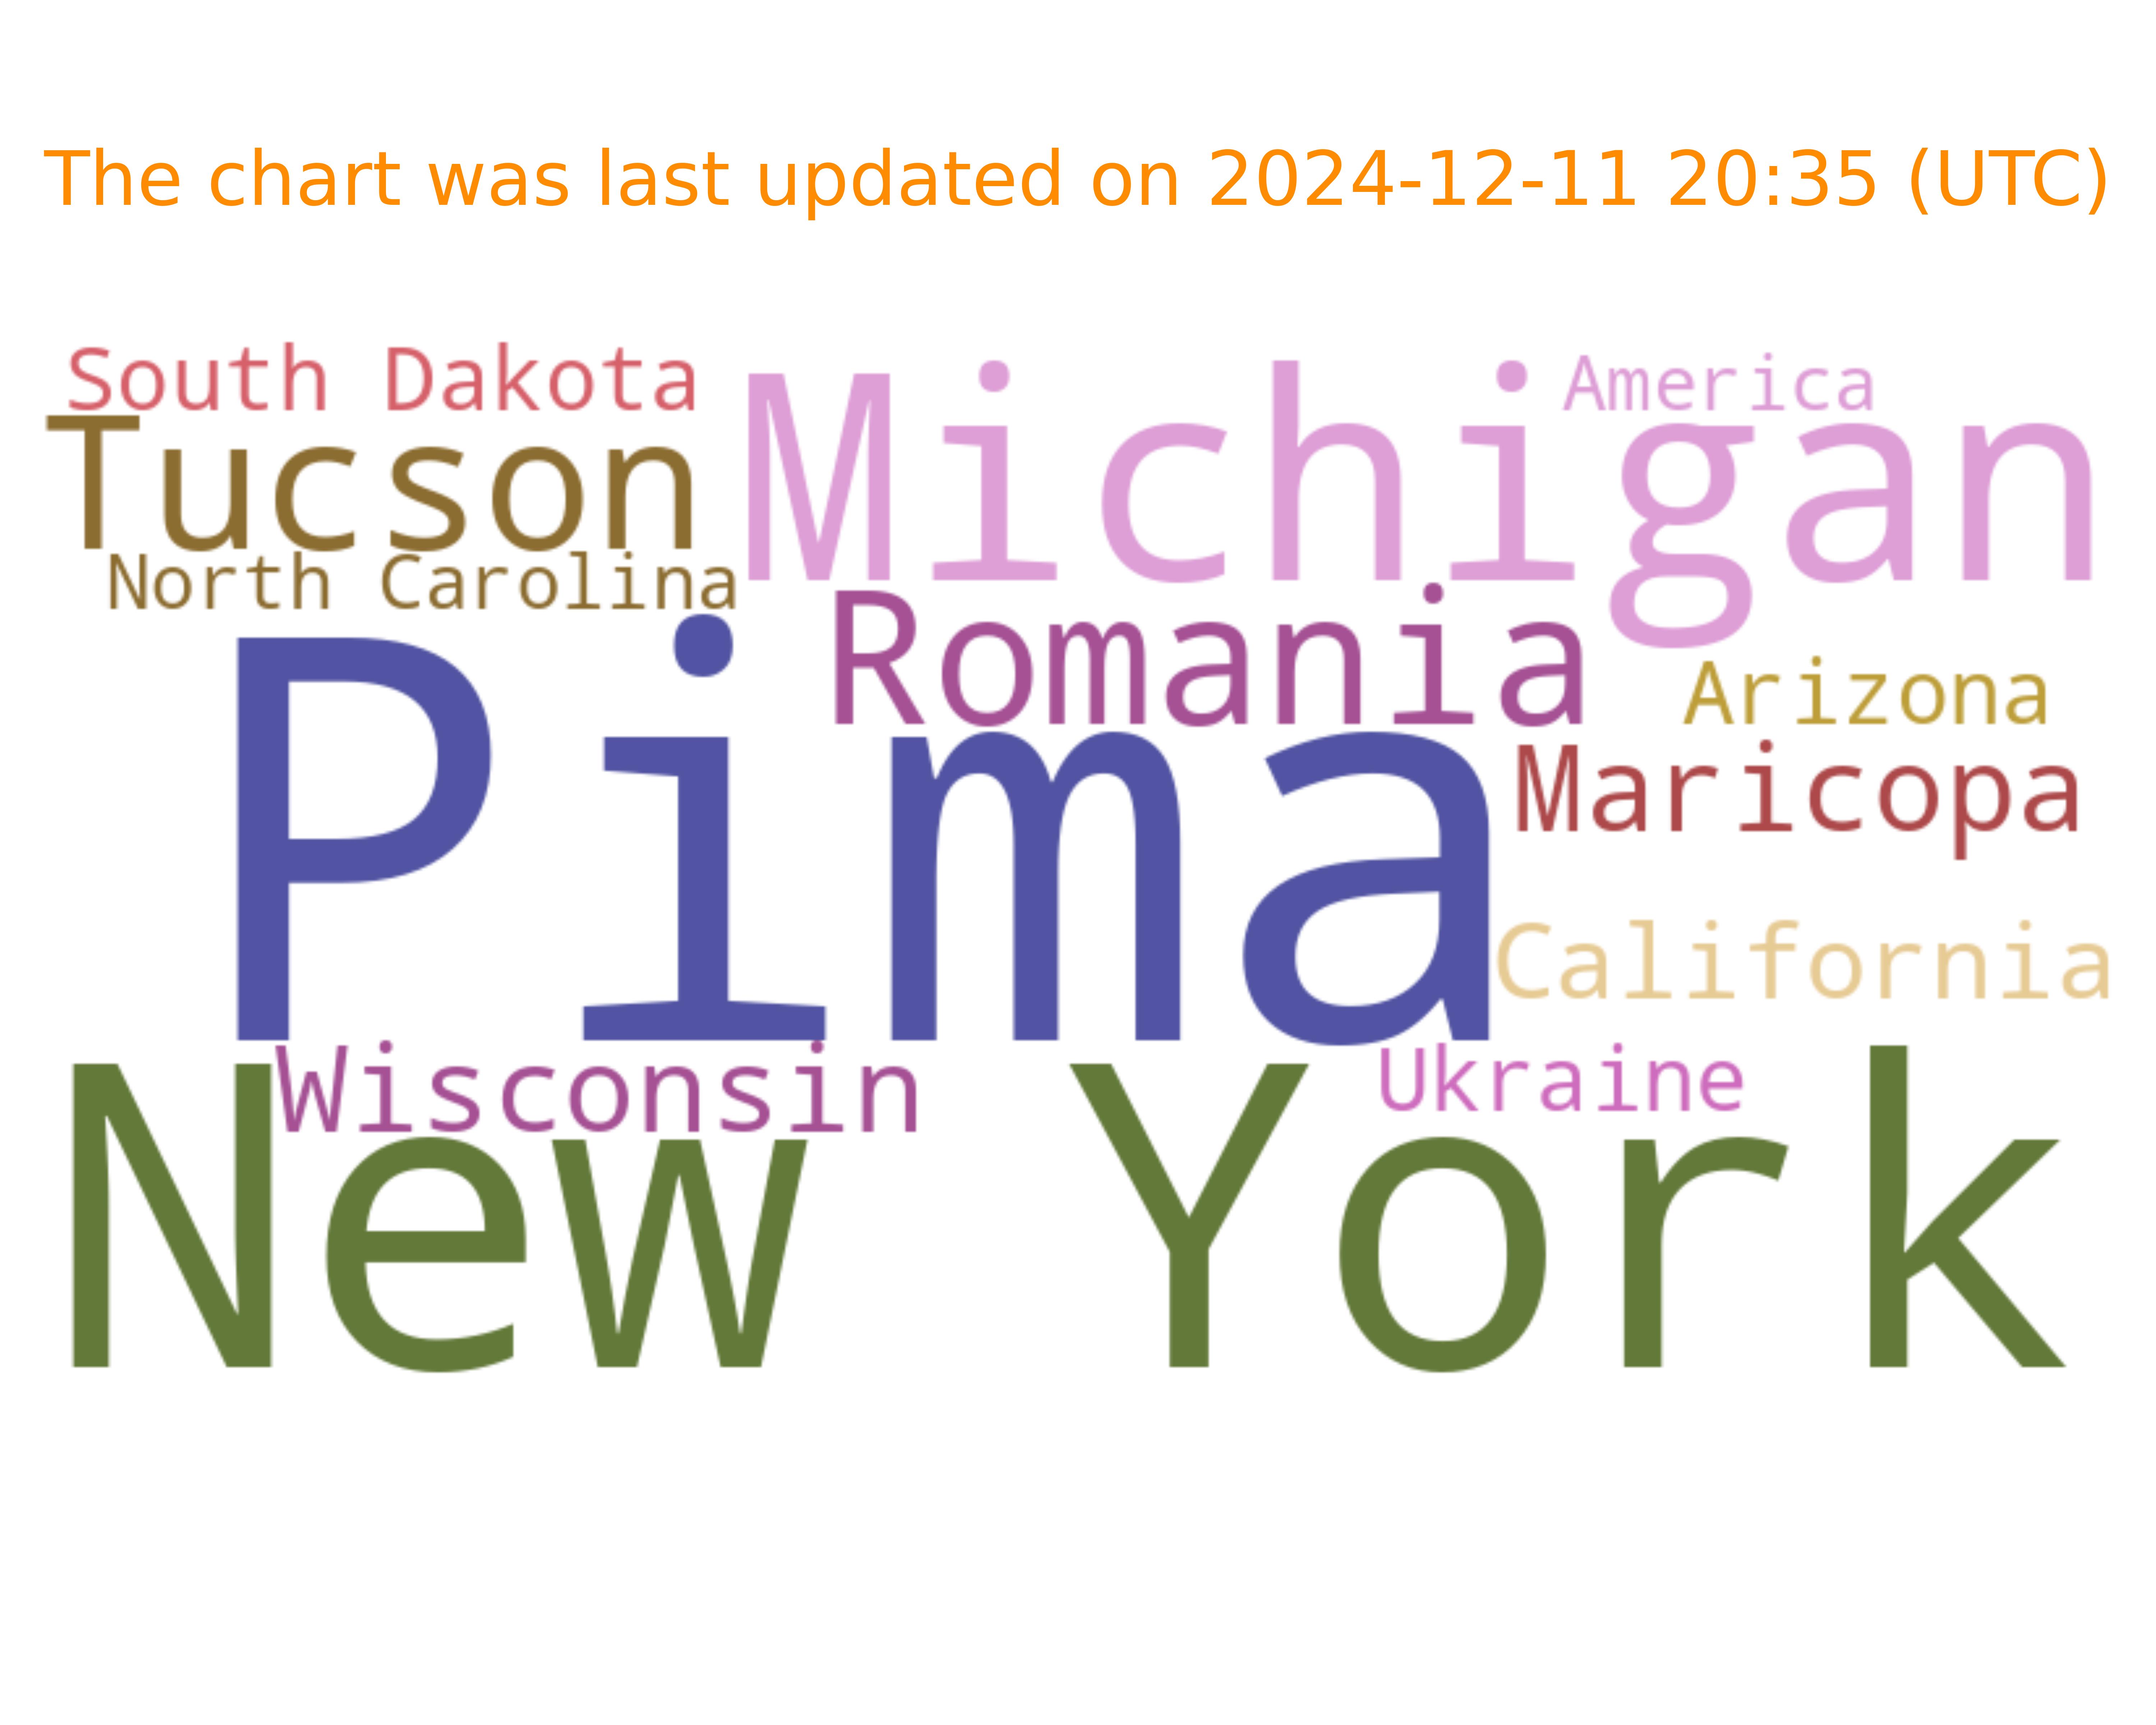 The chart was last updated on 2024-12-11 20:35 (UTC)
South Dakota
Michigan
America
Tucson
North Carolina
Romania
Arizona
Pima
Maricopa
California
Wisconsin
Ukraine
New York